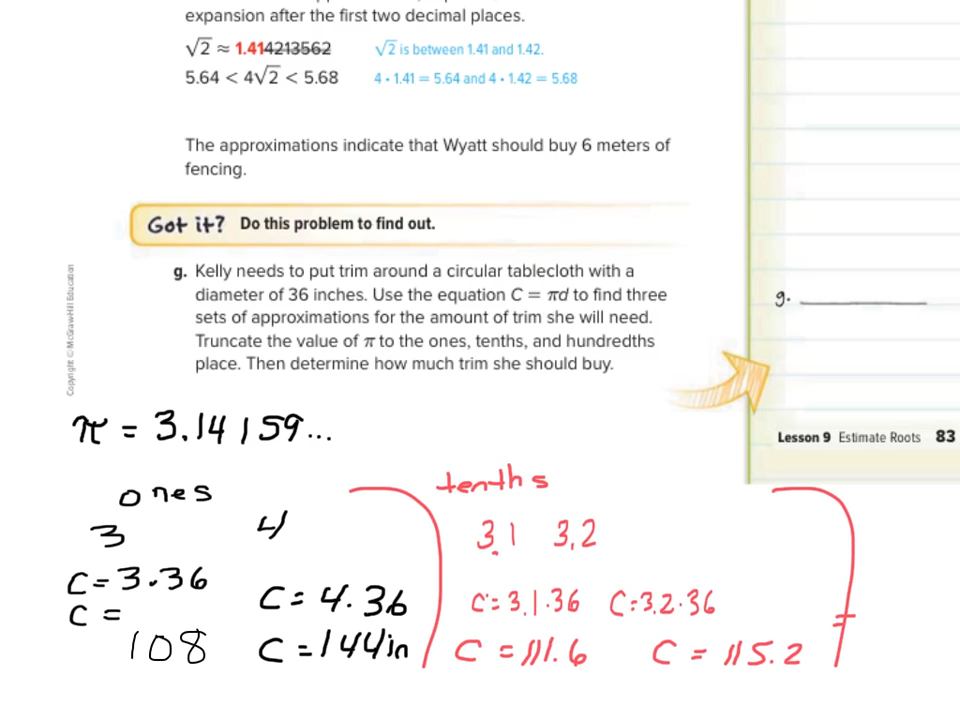 expansion after the first two decimal places.
√2 ≈ 1.414213562 √2 is between 1.41 and 1.42.
5.64 < 4√2 < 5.68 4 • 1.41 = 5.64 and 4 • 1.42 = 5.68
The approximations indicate that Wyatt should buy 6 meters of
fencing.
Got it? Do this problem to find out.
g. Kelly needs to put trim around a circular tablecloth with a
diameter of 36 inches. Use the equation C = πd to find three
sets of approximations for the amount of trim she will need.
Truncate the value of π to the ones, tenths, and hundredths
place. Then determine how much trim she should buy.
g. ________
Copyright © McGraw-Hill Education
Lesson 9 Estimate Roots 83
π = 3.14159...
ones
3 4
C = 3.36
C =
108
C = 4.36
C = 144in
tenths
3.1 3.2
C = 3.1.36 C = 3.2.36
C = 111.6 C = 115.2